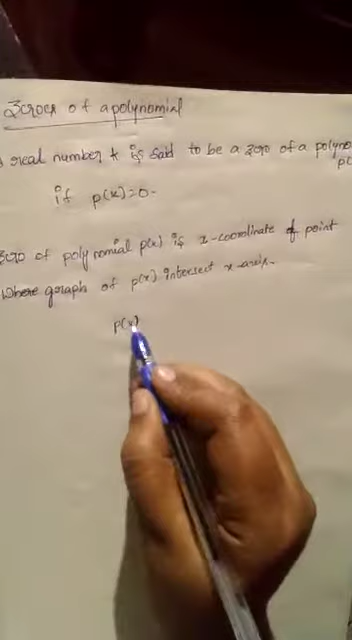 Zeroes of a polynomial
real number k is said to be a zero of a polyno
p(
if p(k)=0.
Zero of polynomial p(x) is x-coordinate of point
where graph of p(x) intersect x-axis.
p(x)